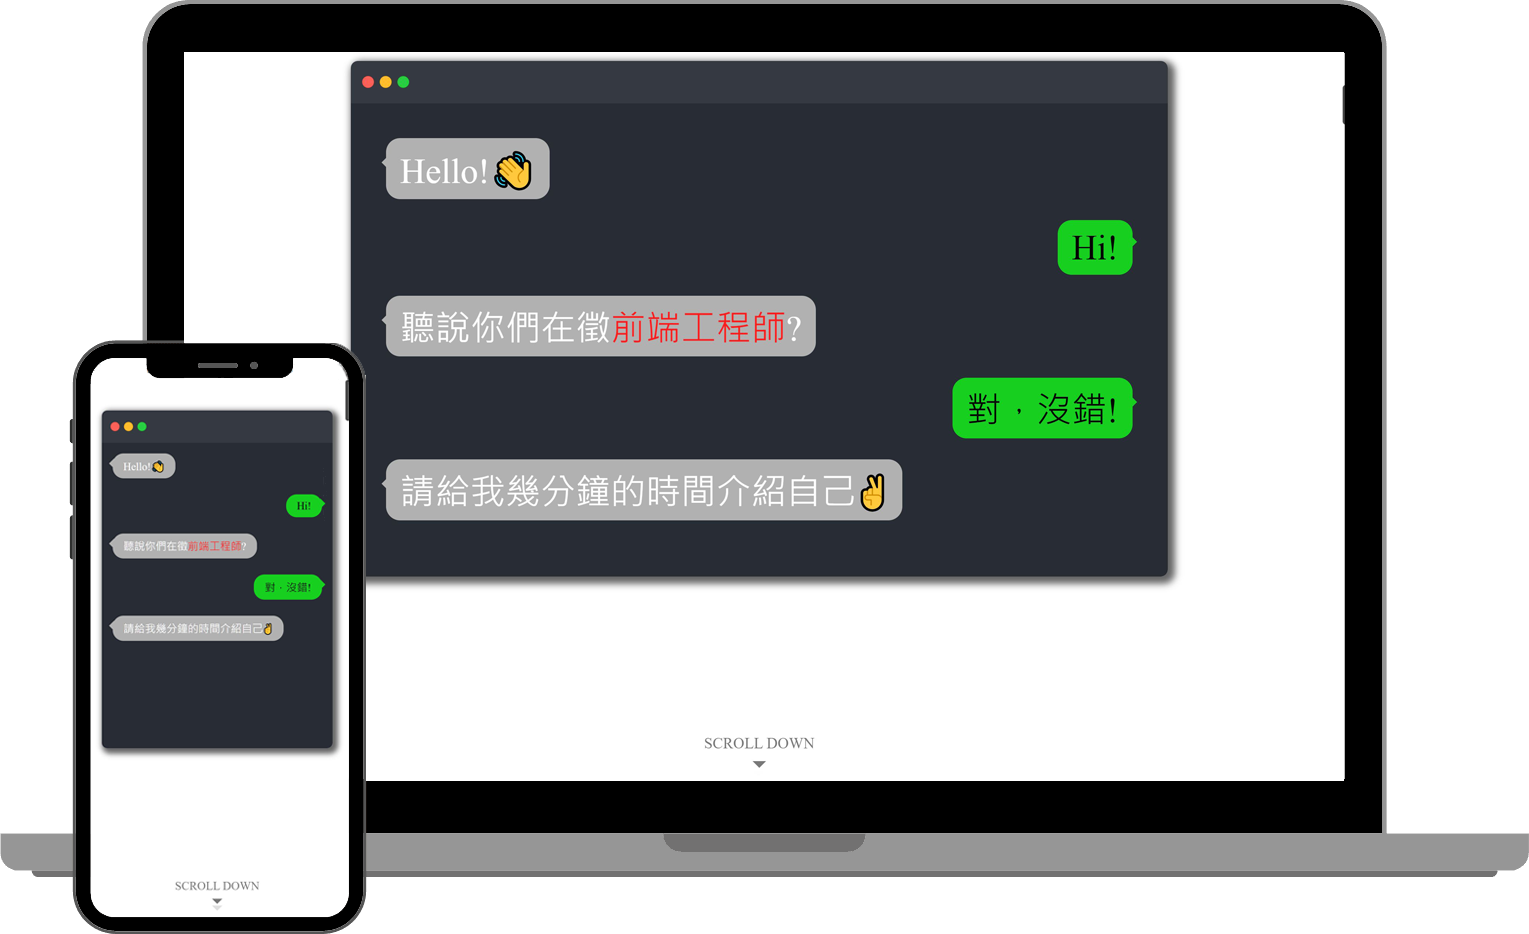 Hello!👋
Hi!
聽說你們在徵前端工程師?
對，沒錯!
請給我幾分鐘的時間介紹自己✌
SCROLL DOWN
Hello!👋
Hi!
聽說你們在徵前端工程師?
對，沒錯!
請給我幾分鐘的時間介紹自己✌
SCROLL DOWN